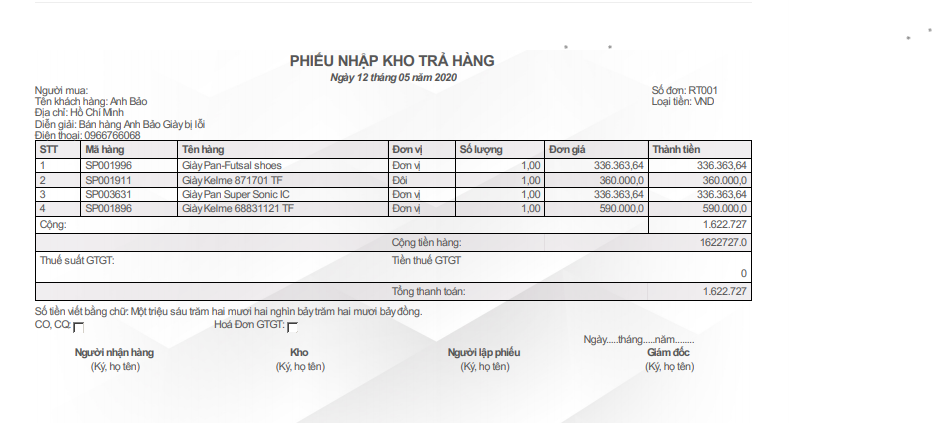 PHIẾU NHẬP KHO TRẢ HÀNG
Ngày 12 tháng 05 năm 2020
Người mua:
Số đơn: RT001
Tên khách hàng: Anh Bảo
Loại tiền: VND
Địa chỉ: Hồ Chí Minh
Diễn giải: Bán hàng Anh Bảo Giày bị lỗi
Điện thoại: 0966766068
STT Mã hàng Tên hàng Đơn vị Số lượng Đơn giá Thành tiền
1 SP001996 Giày Pan-Futsal shoes Đơn vị 1,00 336.363,64 336.363,64
2 SP001911 Giày Kelme 871701 TF Đôi 1,00 360.000,0 360.000,0
3 SP003631 Giày Pan Super Sonic IC Đơn vị 1,00 336.363,64 336.363,64
4 SP001896 Giày Kelme 68831121 TF Đơn vị 1,00 590.000,0 590.000,0
Cộng: 1.622.727
Cộng tiền hàng: 1622727.0
Thuế suất GTGT: Tiền thuế GTGT
0
Tổng thanh toán: 1.622.727
Số tiền viết bằng chữ: Một triệu sáu trăm hai mươi hai nghìn bảy trăm hai mươi bảy đồng.
CO, CQ: Hoá Đơn GTGT:
Ngày.....tháng.....năm........
Người nhận hàng Kho Người lập phiếu Giám đốc
(Ký, họ tên) (Ký, họ tên) (Ký, họ tên) (Ký, họ tên)